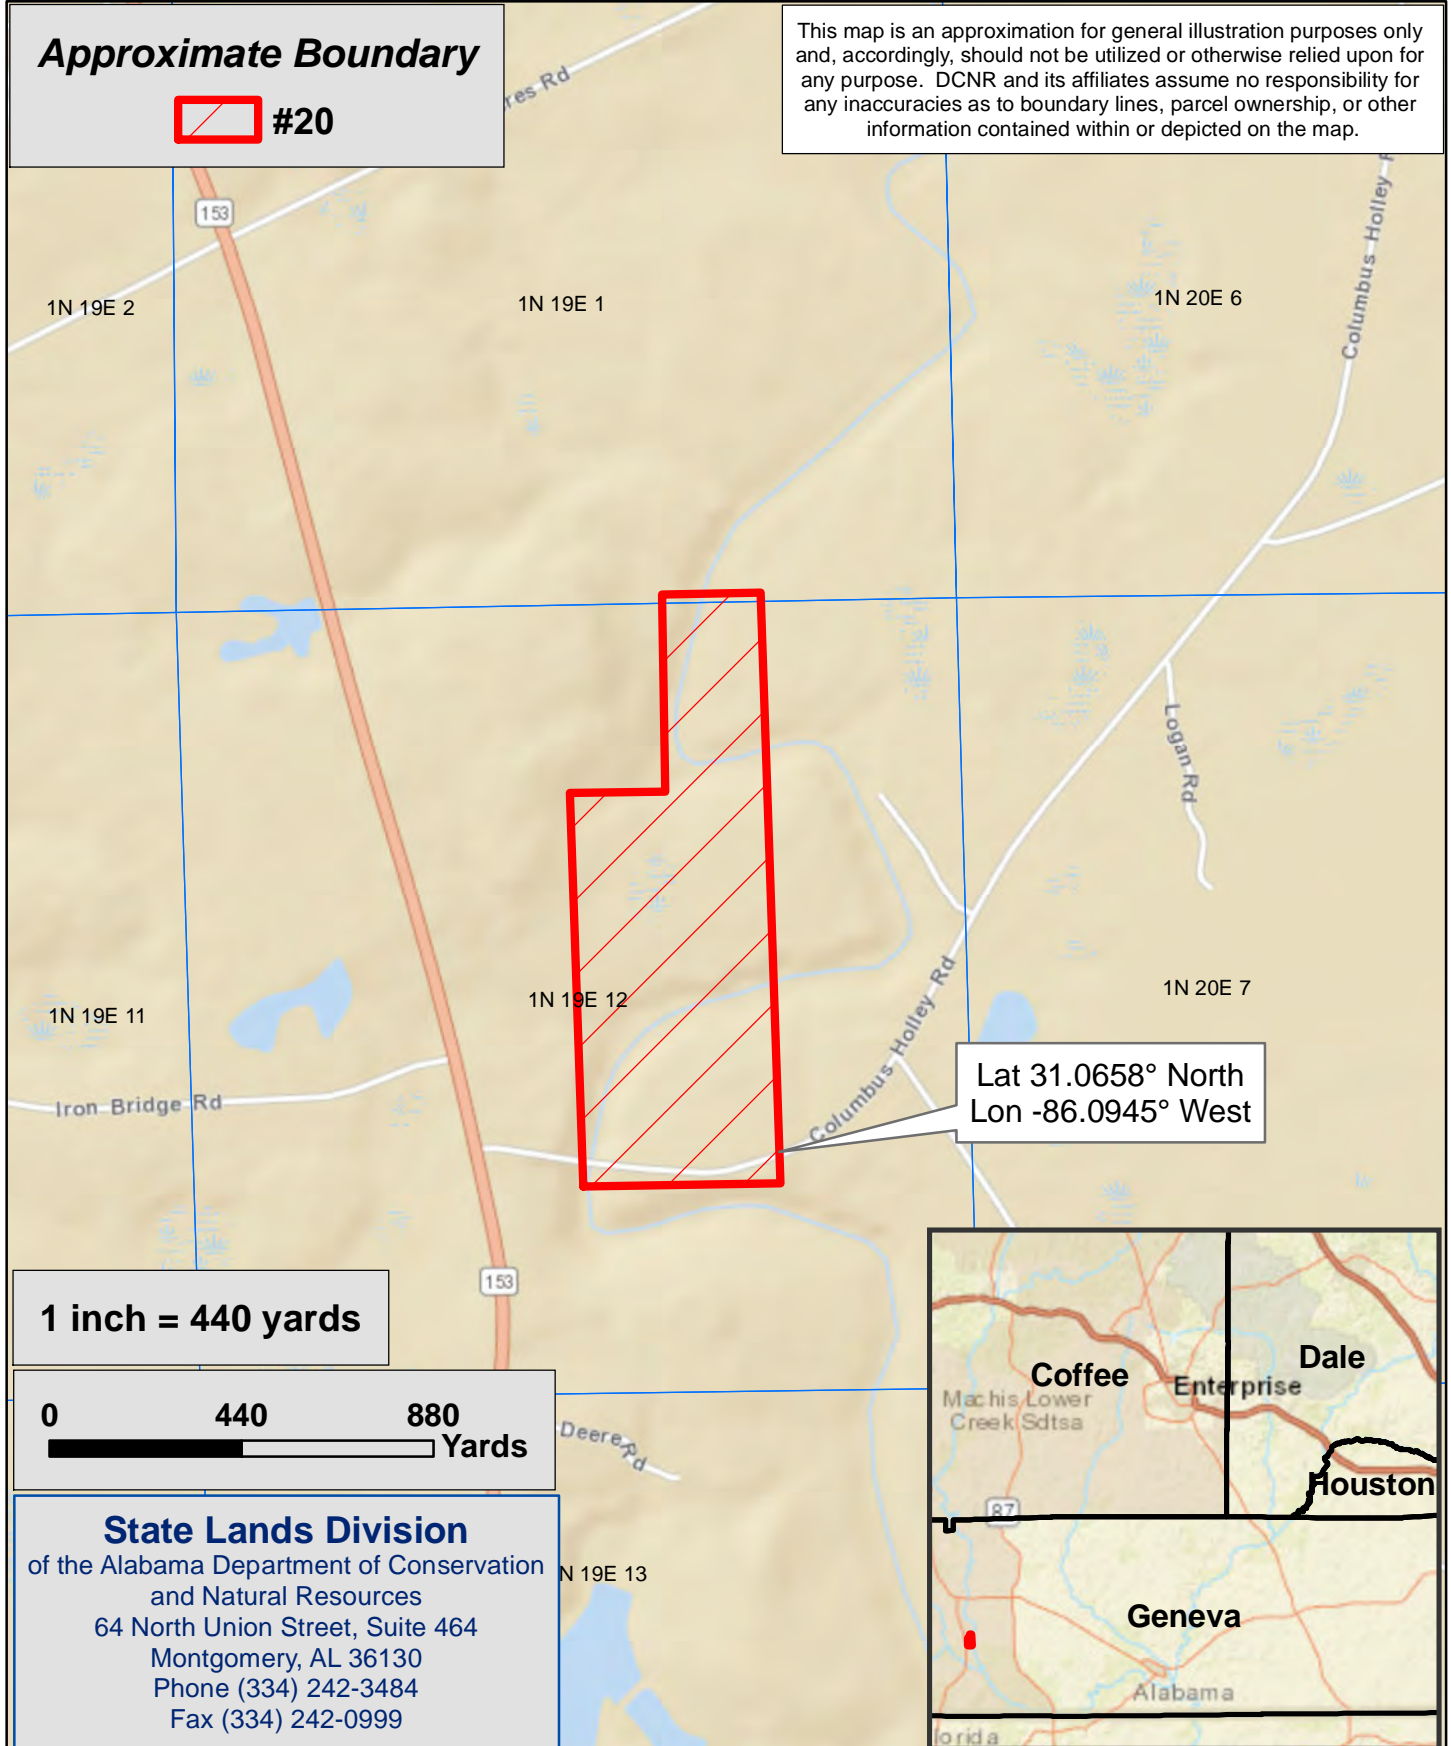 Approximate Boundary
#20
This map is an approximation for general illustration purposes only
and, accordingly, should not be utilized or otherwise relied upon for
any purpose. DCNR and its affiliates assume no responsibility for
any inaccuracies as to boundary lines, parcel ownership, or other
information contained within or depicted on the map.
res Rd
153
Columbus Holley
1N 19E 2
1N 19E 1
1N 20E 6
Logan Rd
1N 19E 11
1N 19E 12
1N 20E 7
Iron Bridge Rd
Columbus Holley Rd
Lat 31.0658° North
Lon -86.0945° West
153
1 inch = 440 yards
0 440 880
Yards
Deere Rd
N 19E 13
State Lands Division
of the Alabama Department of Conservation
and Natural Resources
64 North Union Street, Suite 464
Montgomery, AL 36130
Phone (334) 242-3484
Fax (334) 242-0999
Coffee
Dale
Enterprise
Machis Lower
Creek Sdtsa
Houston
87
Geneva
Alabama
lorida